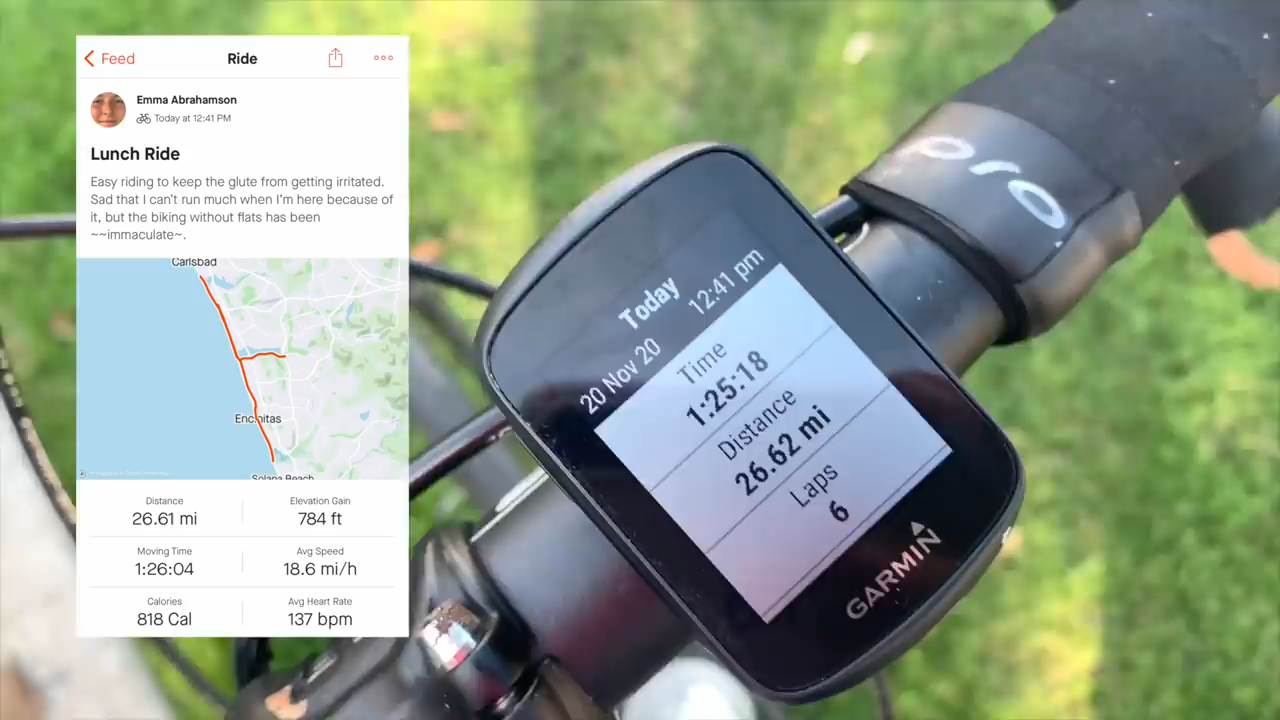 Feed
Ride
Emma Abrahamson
Today at 12:41 PM
Lunch Ride
Easy riding to keep the glute from getting irritated.
Sad that I can't run much when I'm here because of
it, but the biking without flats has been
~~immaculate~.
Carlsbad
Encinitas
Solana Beach
Distance
26.61 mi
Elevation Gain
784 ft
Moving Time
1:26:04
Avg Speed
18.6 mi/h
Calories
818 Cal
Avg Heart Rate
137 bpm
Today
20 Nov 20 12:41 pm
Time
1:25:18
Distance
26.62 mi
Laps
6
GARMIN
pro